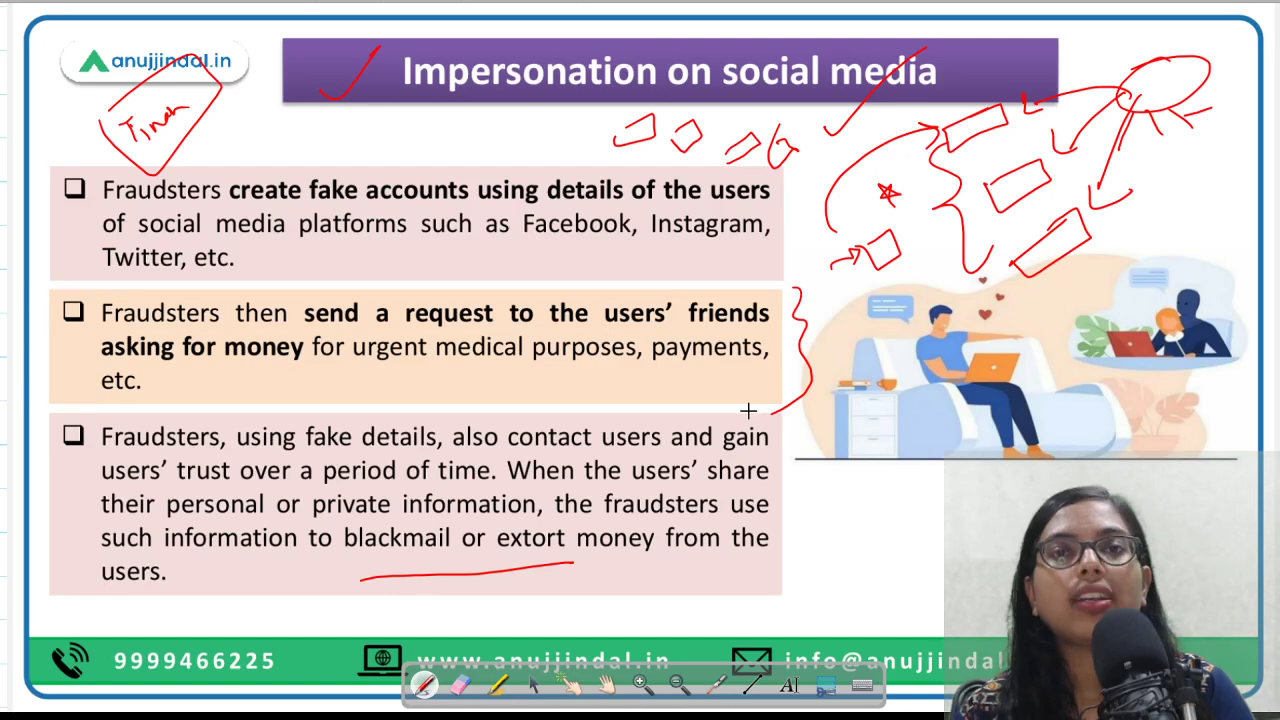 anujjindal.in
Impersonation on social media
Fraudsters create fake accounts using details of the users
of social media platforms such as Facebook, Instagram,
Twitter, etc.
Fraudsters then send a request to the users’ friends
asking for money for urgent medical purposes, payments,
etc.
Fraudsters, using fake details, also contact users and gain
users’ trust over a period of time. When the users’ share
their personal or private information, the fraudsters use
such information to blackmail or extort money from the
users.
9999466225
www.anujjindal.in
info@anujjindal
AI